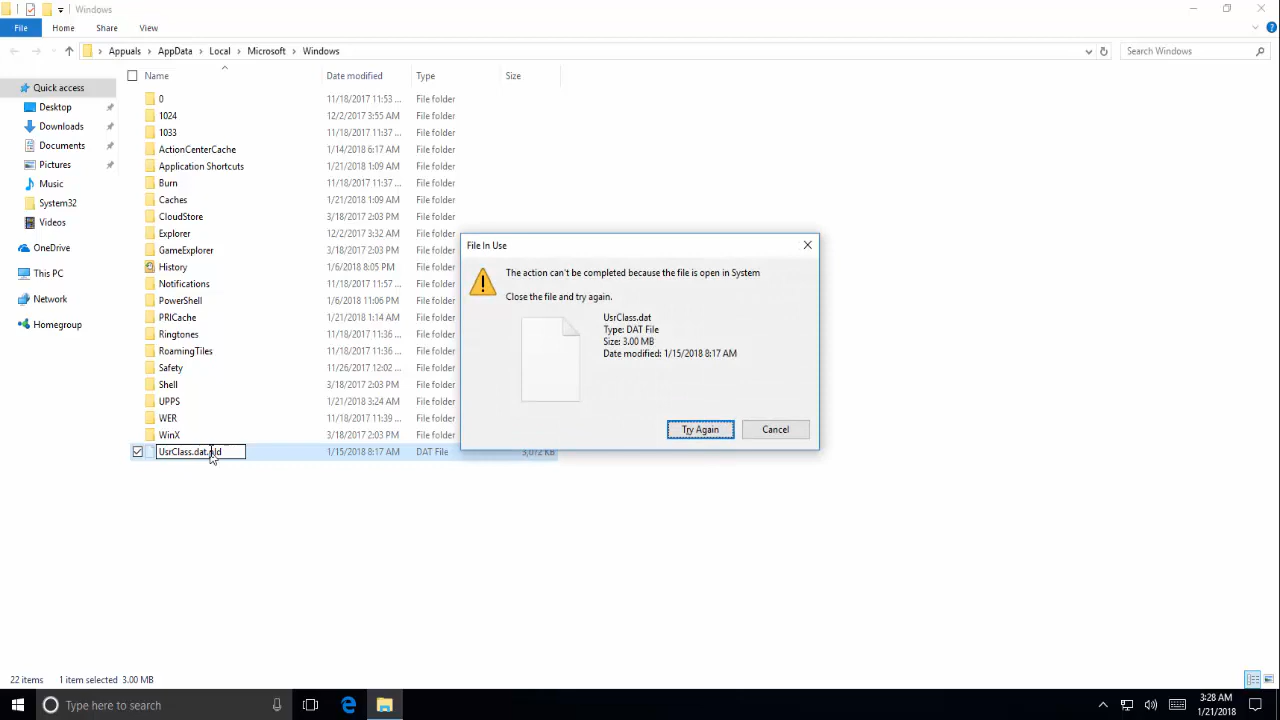 Windows
File Home Share View
Appuals AppData Local Microsoft Windows Search Windows
Name Date modified Type Size
Quick access
Desktop
Downloads
Documents
Pictures
Music
System32
Videos
OneDrive
This PC
Network
Homegroup
0 11/18/2017 11:53 ... File folder
1024 12/2/2017 3:55 AM File folder
1033 11/18/2017 11:37 ... File folder
ActionCenterCache 1/14/2018 6:17 AM File folder
Application Shortcuts 1/21/2018 1:09 AM File folder
Burn 11/18/2017 11:37 ... File folder
Caches 1/21/2018 1:09 AM File folder
CloudStore 3/18/2017 2:03 PM File folder
Explorer 12/2/2017 3:32 AM File folder
GameExplorer 3/18/2017 2:03 PM File folder
History 1/6/2018 8:05 PM File folder
Notifications 11/18/2017 11:57 ... File folder
PowerShell 1/6/2018 11:06 PM File folder
PRICache 1/21/2018 1:14 AM File folder
Ringtones 11/18/2017 11:36 ... File folder
RoamingTiles 11/18/2017 11:36 ... File folder
Safety 11/26/2017 12:02 ... File folder
Shell 3/18/2017 2:03 PM File folder
UPPS 1/21/2018 3:24 AM File folder
WER 11/18/2017 11:39 ... File folder
WinX 3/18/2017 2:03 PM File folder
UsrClass.dat.old 1/15/2018 8:17 AM DAT File 3,072 KB
File In Use
The action can't be completed because the file is open in System
Close the file and try again.
UsrClass.dat
Type: DAT File
Size: 3.00 MB
Date modified: 1/15/2018 8:17 AM
Try Again Cancel
22 items 1 item selected 3.00 MB
Type here to search
3:28 AM
1/21/2018